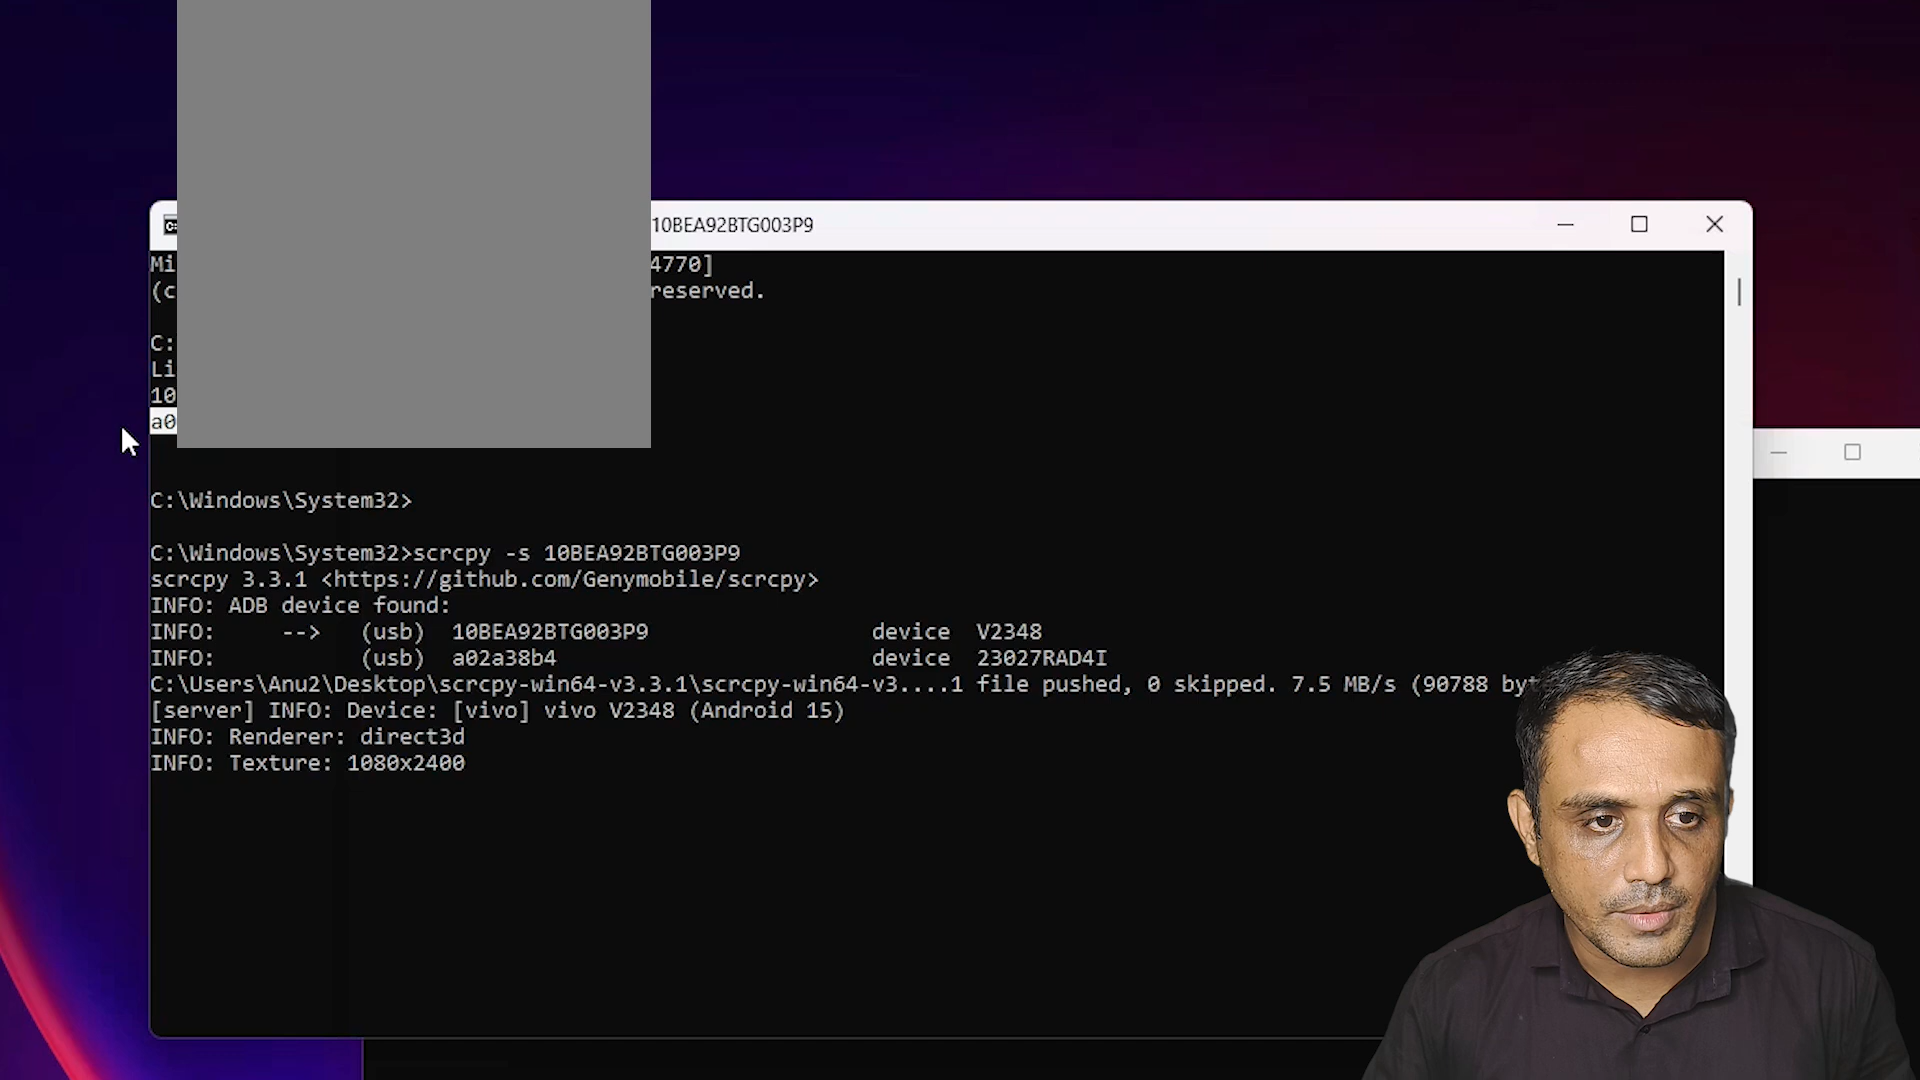 10BEA92BTG003P9
Mi 4770]
(c reserved.
C:
Li
10
a0
C:\Windows\System32>
C:\Windows\System32>scrcpy -s 10BEA92BTG003P9
scrcpy 3.3.1 <https://github.com/Genymobile/scrcpy>
INFO: ADB device found:
INFO: --> (usb) 10BEA92BTG003P9 device V2348
INFO: (usb) a02a38b4 device 23027RAD4I
C:\Users\Anu2\Desktop\scrcpy-win64-v3.3.1\scrcpy-win64-v3....1 file pushed, 0 skipped. 7.5 MB/s (90788 byt
[server] INFO: Device: [vivo] vivo V2348 (Android 15)
INFO: Renderer: direct3d
INFO: Texture: 1080x2400